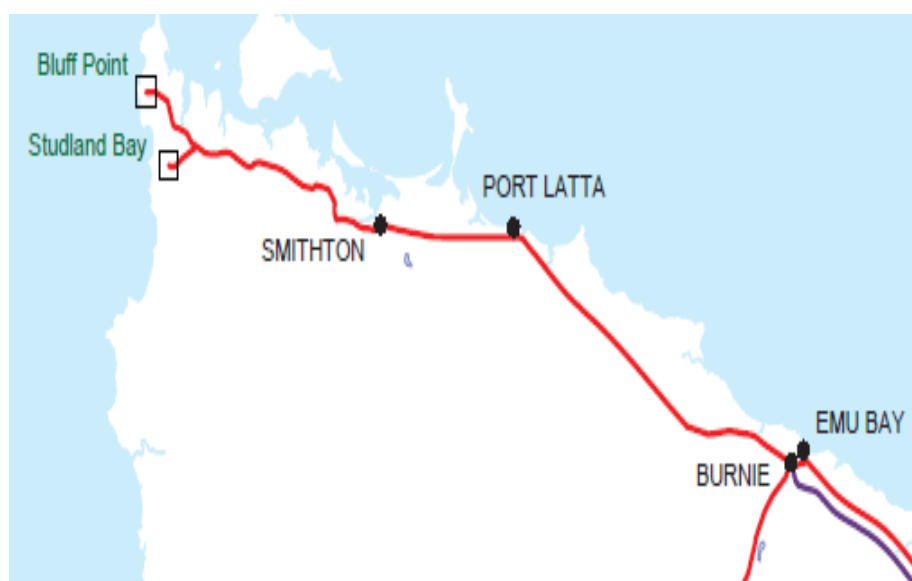 Bluff Point
Studland Bay
PORT LATTA
SMITHTON
EMU BAY
BURNIE